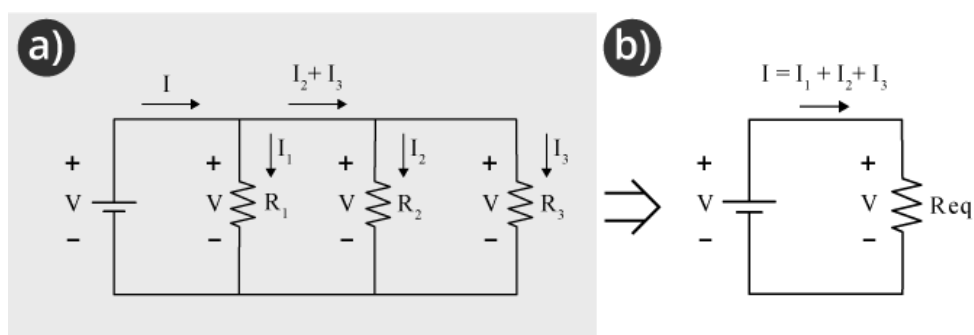 a)
I
I₂+ I₃
+ V −
+ V − R₁
I₁
+ V − R₂
I₂
+ V − R₃
I₃
b)
I = I₁ + I₂+ I₃
+ V −
+ V − Req